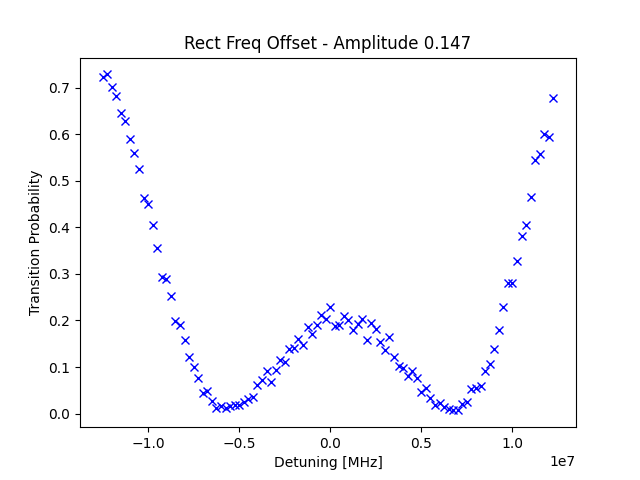 Rect Freq Offset - Amplitude 0.147
0.7
0.6
0.5
0.4
0.3
0.2
0.1
0.0
Transition Probability
−1.0 −0.5 0.0 0.5 1.0
1e7
Detuning [MHz]